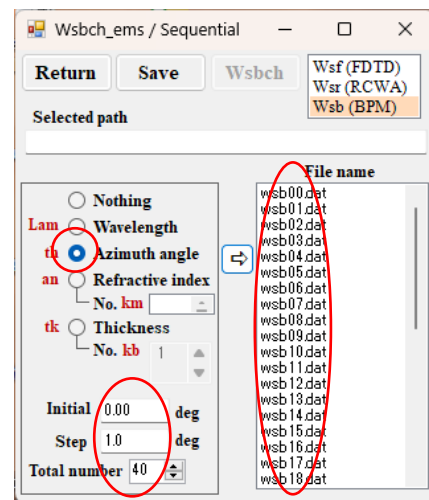 Wsbch_ems / Sequential
Return Save Wsbch
Wsf (FDTD)
Wsr (RCWA)
Wsb (BPM)
Selected path
File name
Nothing
Lam Wavelength
th Azimuth angle
an Refractive index
No. km
tk Thickness
No. kb 1
Initial 0.00 deg
Step 1.0 deg
Total number 40
wsb00.dat
wsb01.dat
wsb02.dat
wsb03.dat
wsb04.dat
wsb05.dat
wsb06.dat
wsb07.dat
wsb08.dat
wsb09.dat
wsb10.dat
wsb11.dat
wsb12.dat
wsb13.dat
wsb14.dat
wsb15.dat
wsb16.dat
wsb17.dat
wsb18.dat